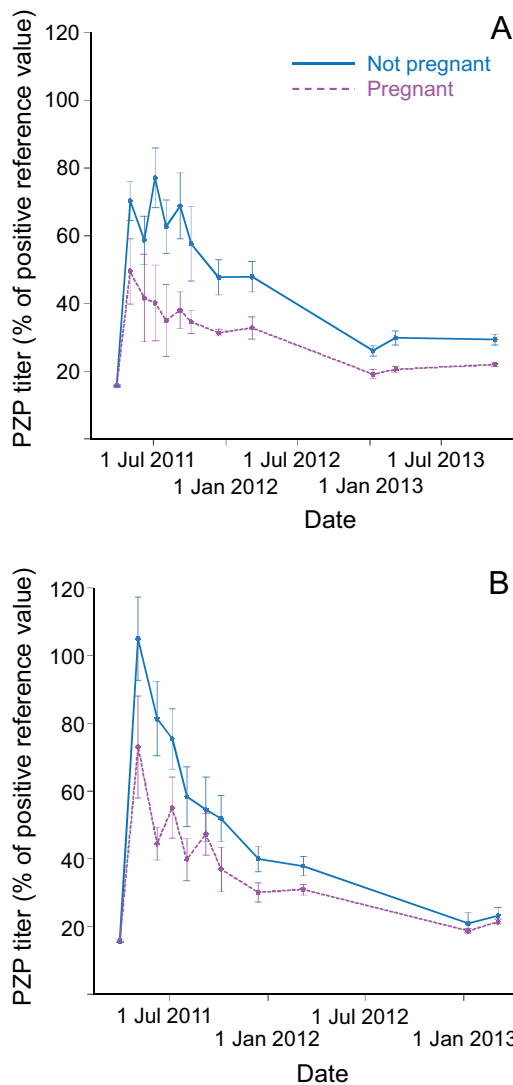 A
PZP titer (% of positive reference value)
120
100
80
60
40
20
Not pregnant
Pregnant
1 Jul 2011
1 Jul 2012
1 Jul 2013
1 Jan 2012
1 Jan 2013
Date
B
PZP titer (% of positive reference value)
120
100
80
60
40
20
1 Jul 2011
1 Jul 2012
1 Jan 2012
1 Jan 2013
Date